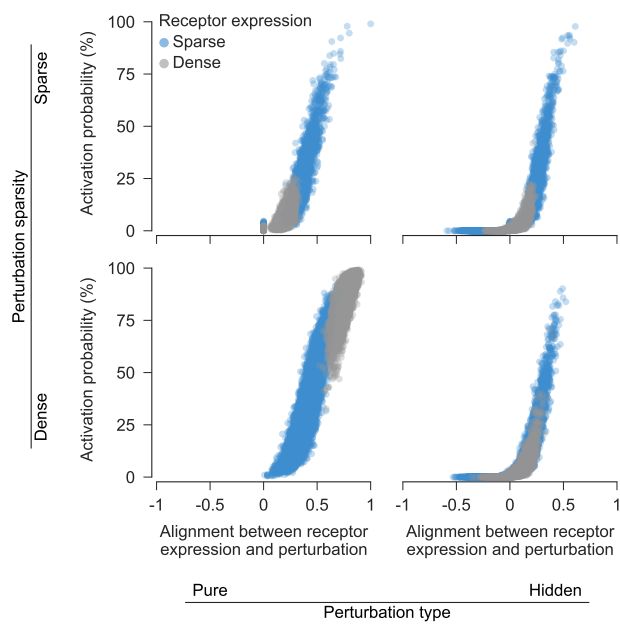 Receptor expression
Sparse
Dense
Perturbation sparsity
Sparse
Dense
Activation probability (%)
100
75
50
25
0
Activation probability (%)
100
75
50
25
0
-1 -0.5 0 0.5 1
-1 -0.5 0 0.5 1
Alignment between receptor
expression and perturbation
Alignment between receptor
expression and perturbation
Pure Hidden
Perturbation type